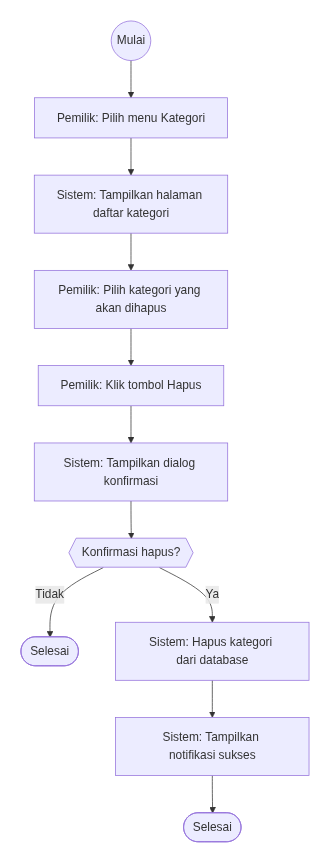 Mulai
Pemilik: Pilih menu Kategori
Sistem: Tampilkan halaman
daftar kategori
Pemilik: Pilih kategori yang
akan dihapus
Pemilik: Klik tombol Hapus
Sistem: Tampilkan dialog
konfirmasi
Konfirmasi hapus?
Tidak
Ya
Selesai
Sistem: Hapus kategori
dari database
Sistem: Tampilkan
notifikasi sukses
Selesai